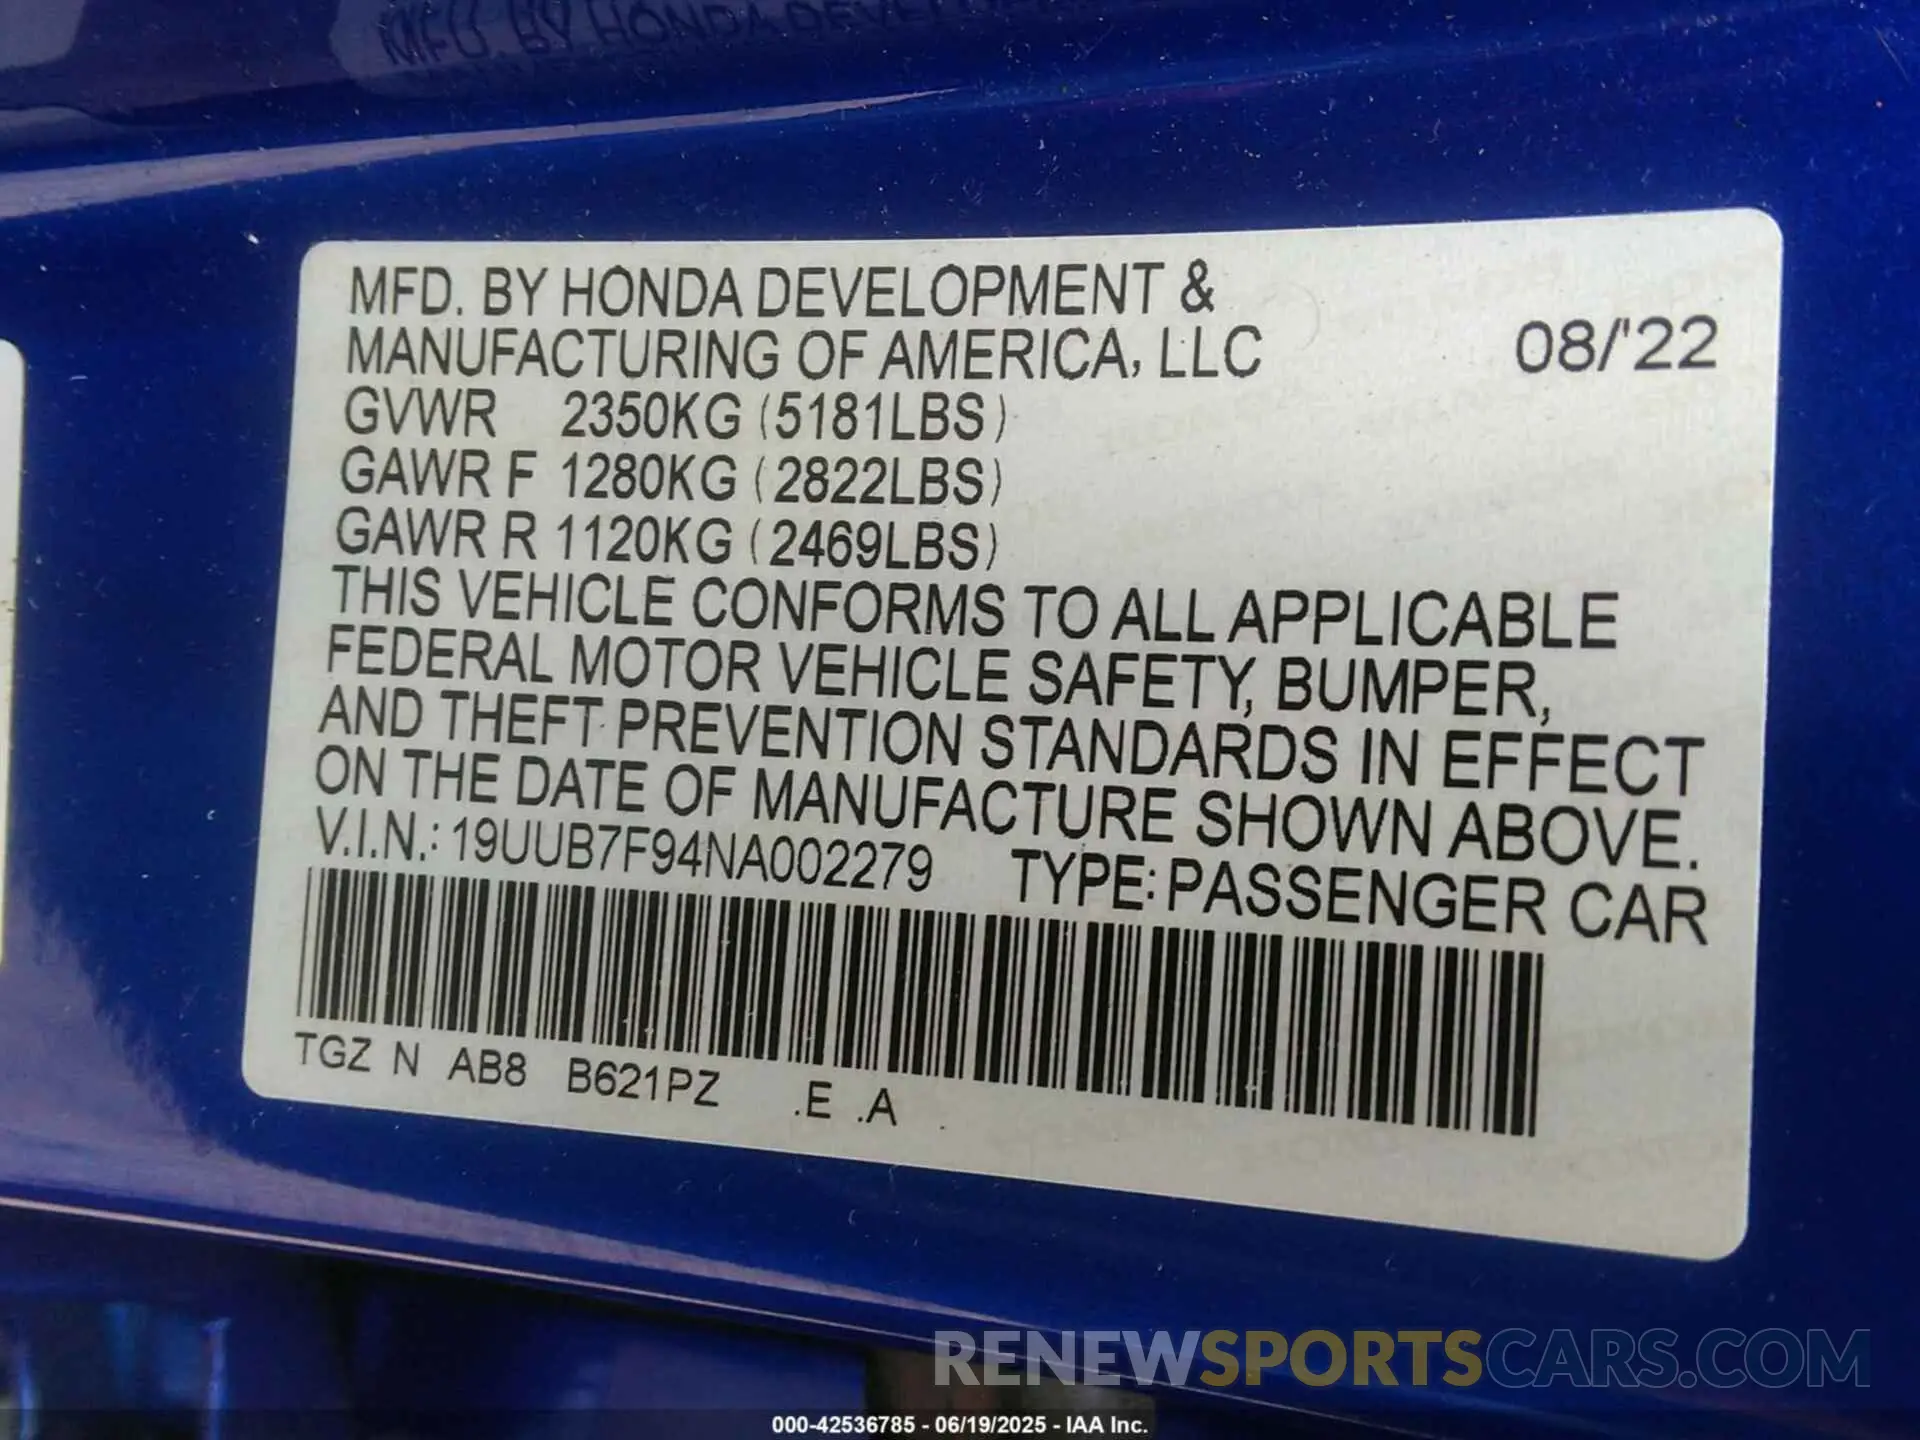 MFD. BY HONDA DEVELOPMENT &
MANUFACTURING OF AMERICA, LLC 08/'22
GVWR 2350KG (5181LBS)
GAWR F 1280KG (2822LBS)
GAWR R 1120KG (2469LBS)
THIS VEHICLE CONFORMS TO ALL APPLICABLE
FEDERAL MOTOR VEHICLE SAFETY, BUMPER,
AND THEFT PREVENTION STANDARDS IN EFFECT
ON THE DATE OF MANUFACTURE SHOWN ABOVE.
V.I.N.: 19UUB7F94NA002279 TYPE: PASSENGER CAR
TGZ N AB8 B621PZ .E .A
RENEWSPORTSCARS.COM
000-42536785 - 06/19/2025 - IAA Inc.